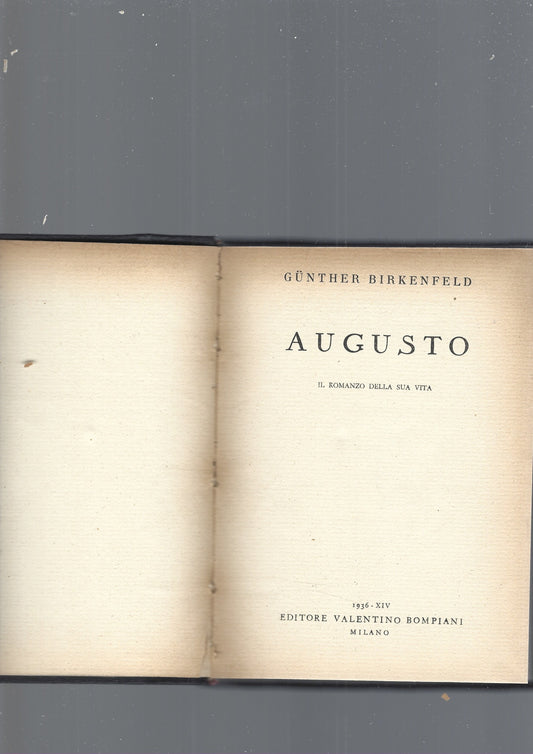 GÜNTHER BIRKENFELD
AUGUSTO
IL ROMANZO DELLA SUA VITA
1936 - XIV
EDITORE VALENTINO BOMPIANI
MILANO